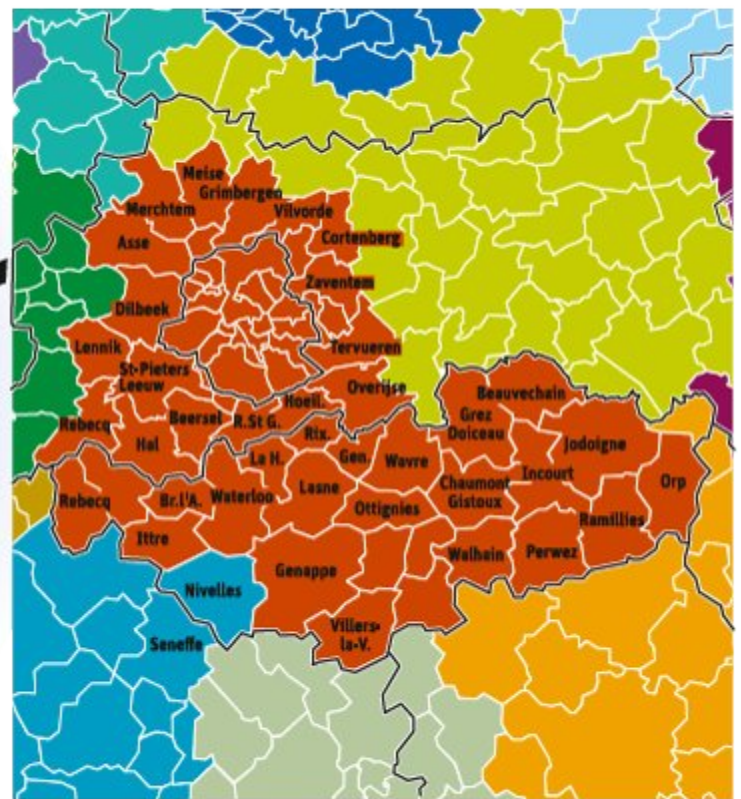 Meise
Grimbergen
Merchtem
Vilvorde
Asse
Cortenberg
Zaventem
Dilbeek
Lennik
Tervueren
St-Pieters
Leeuw
Overijse
Beauvechain
Hoeil.
Rebecq
Beersel
R.St G.
Grez
Doiceau
Hal
Rix.
Jodoigne
La H.
Gen.
Wavre
Incourt
Orp
Rebecq
Br.l'A.
Waterloo
Lasne
Chaumont
Gistoux
Ottignies
Ramillies
Ittre
Walhain
Perwez
Genappe
Nivelles
Villers-
la-V.
Seneffe